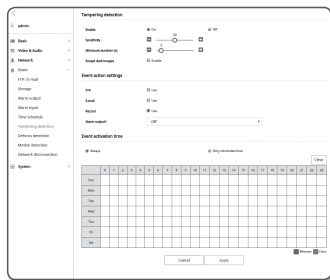 Tampering detection
admin
Enable
On
Off
Basic
Sensitivity
50
Video & Audio
Minimum duration (s)
Network
Except dark images
Enable
Event
FTP / E-mail
Event action settings
Storage
Alarm output
FTP
Use
Alarm input
E-mail
Use
Time schedule
Record
Use
Tampering detection
Alarm output1
Off
Defocus detection
Motion detection
Event activation time
Network disconnection
Always
Only scheduled time
System
Clear
0 1 2 3 4 5 6 7 8 9 10 11 12 13 14 15 16 17 18 19 20 21 22 23
Sun
Mon
Tue
Wed
Thu
Fri
Sat
Minutes
Hour
Cancel
Apply